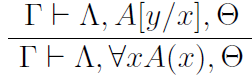 Γ ⊢ Λ, A[y/x], Θ
Γ ⊢ Λ, ∀xA(x), Θ